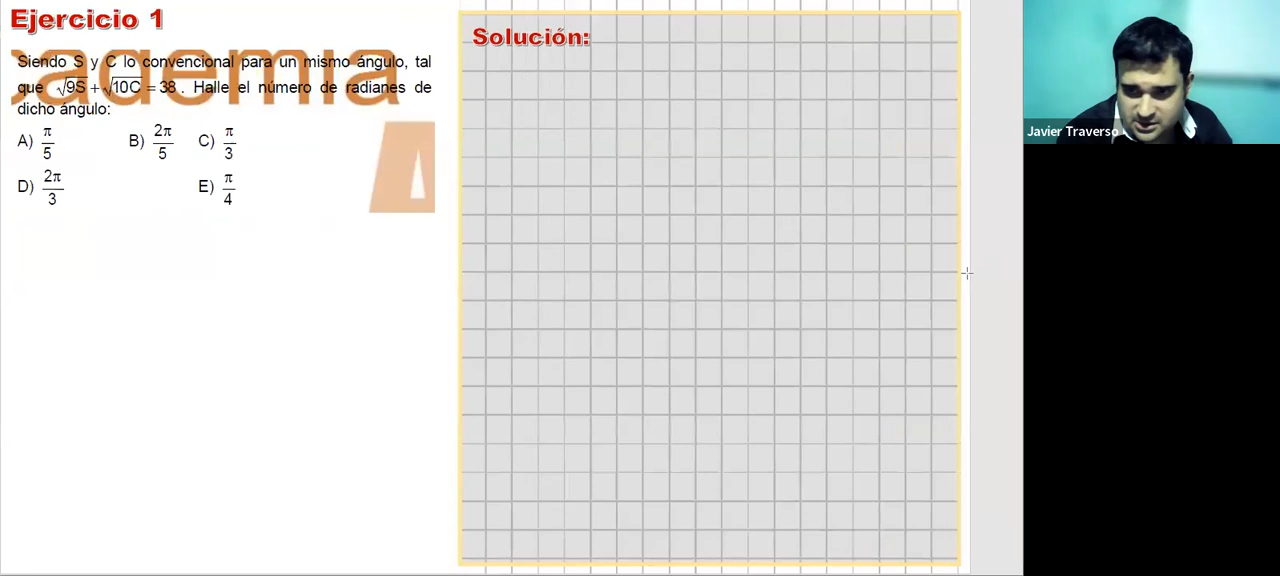 Ejercicio 1
cademia
Siendo S y C lo convencional para un mismo ángulo, tal
que √9S + √10C = 38 . Halle el número de radianes de
dicho ángulo:
A) π/5 B) 2π/5 C) π/3
D) 2π/3 E) π/4
A
Solución:
Javier Traverso